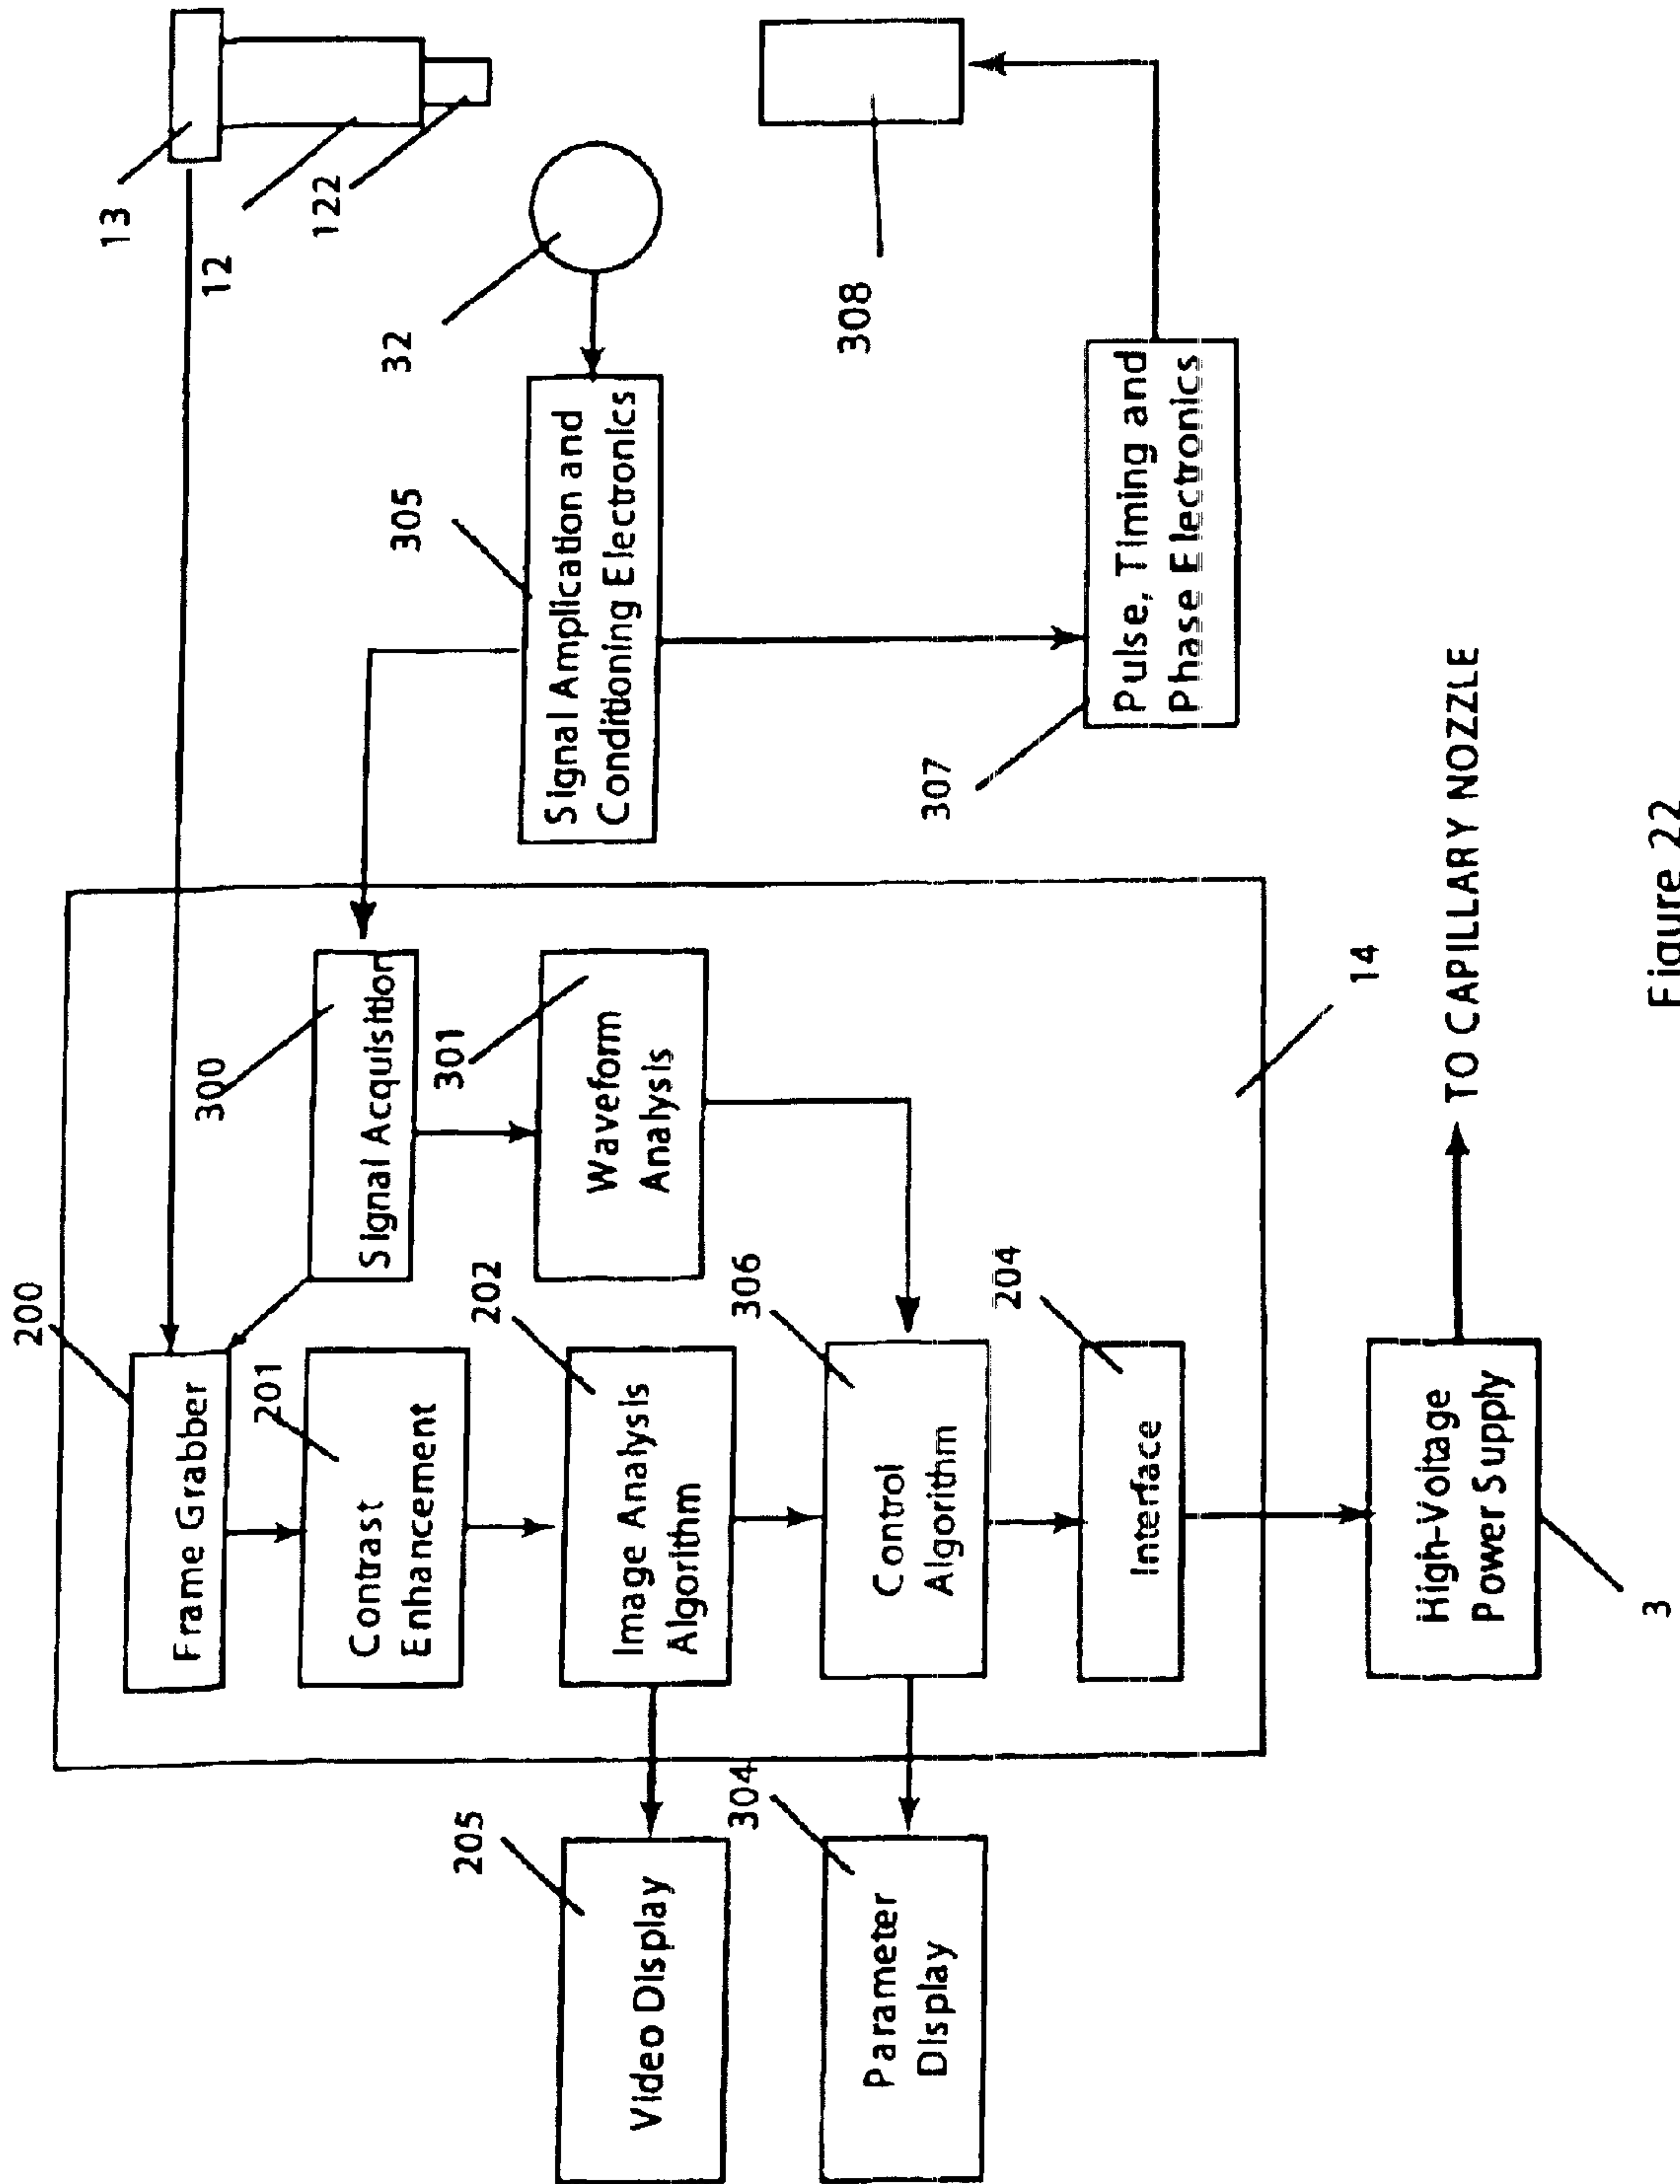 13
12
122
32
308
305
Signal Amplication and
Conditioning Electronics
307
Pulse, Timing and
Phase Electronics
200
Frame Grabber
300
Signal Acquisition
201
Contrast
Enhancement
301
Waveform
Analysis
202
Image Analysis
Algorithm
306
Control
Algorithm
204
Interface
14
205
Video Display
304
Parameter
Display
High-Voltage
Power Supply
3
TO CAPILLARY NOZZLE
Figure 22